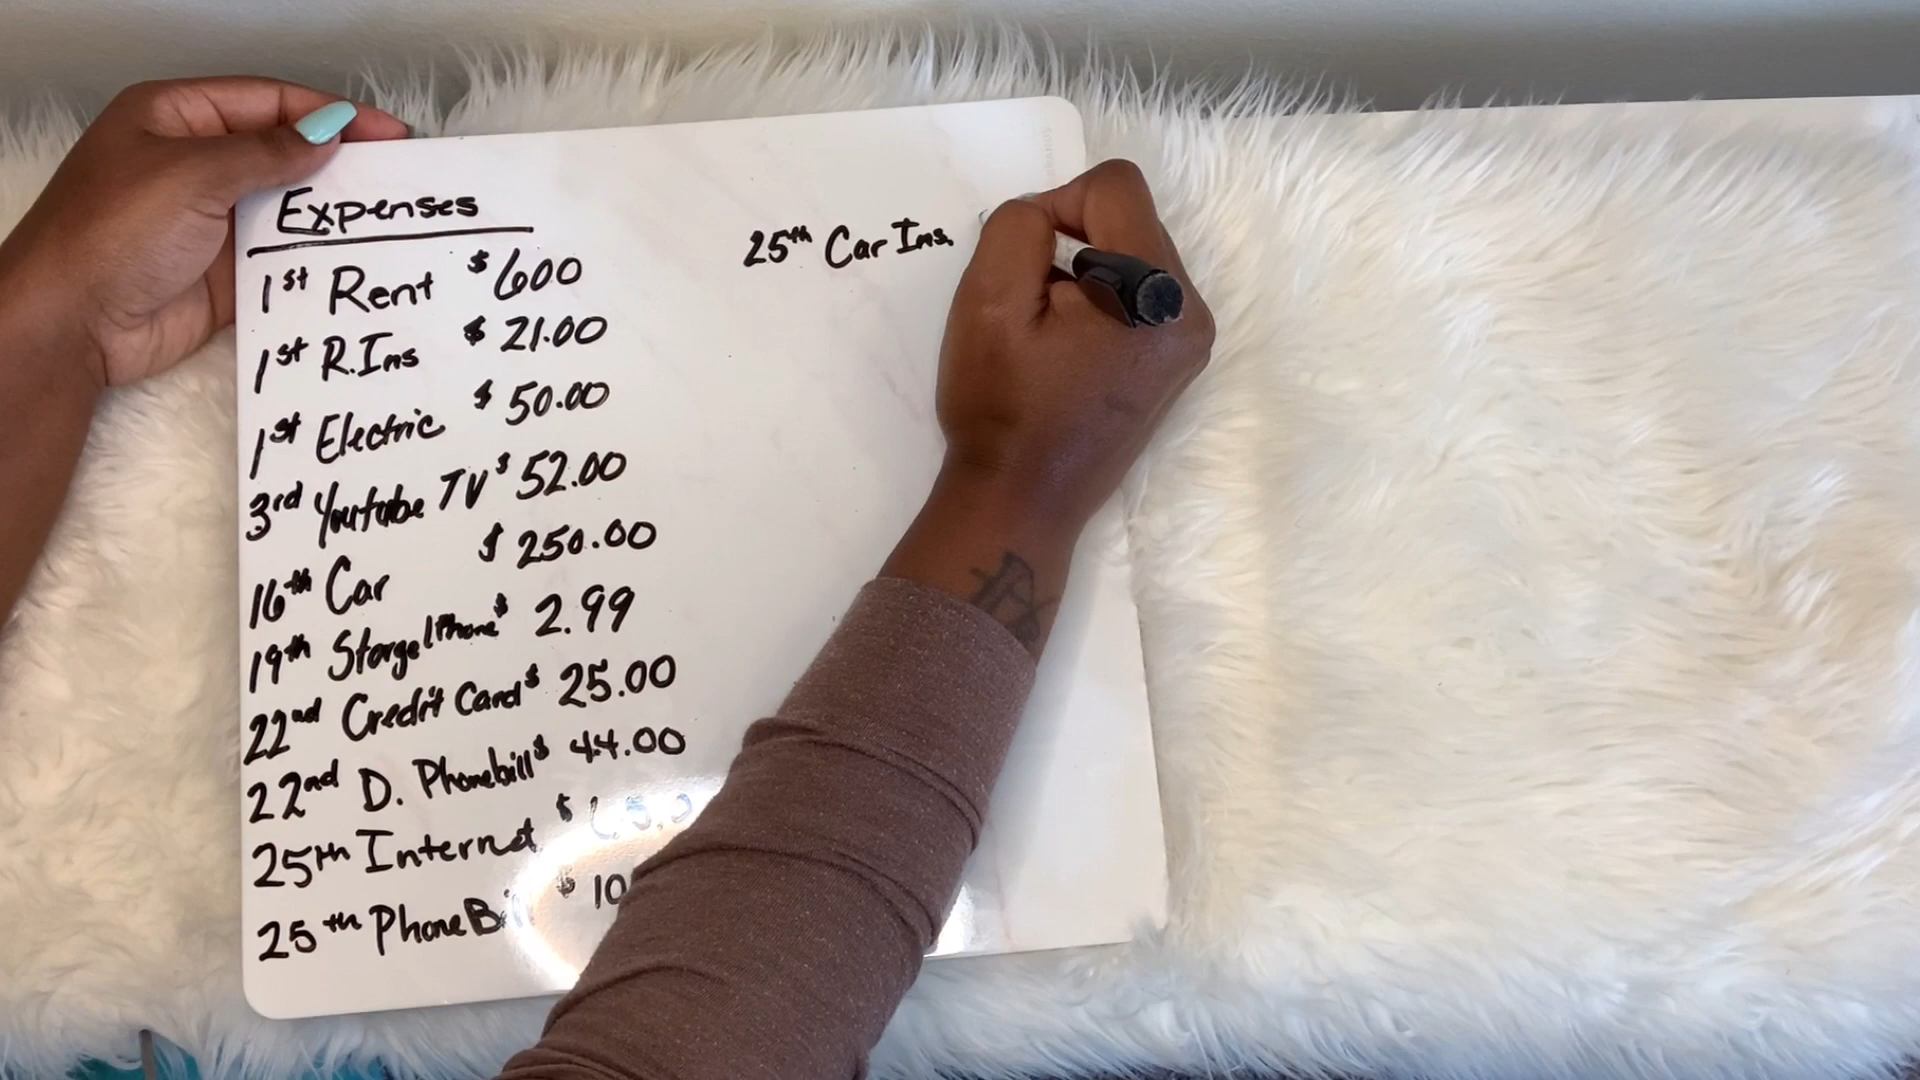 Expenses
1st Rent $600
1st R.Ins $ 21.00
1st Electric $ 50.00
3rd Youtube TV $ 52.00
16th Car $ 250.00
19th Storge iPhone $ 2.99
22nd Credit Card $ 25.00
22nd D. Phonebill $ 44.00
25th Internet $
25th Phone $
25th Car Ins.